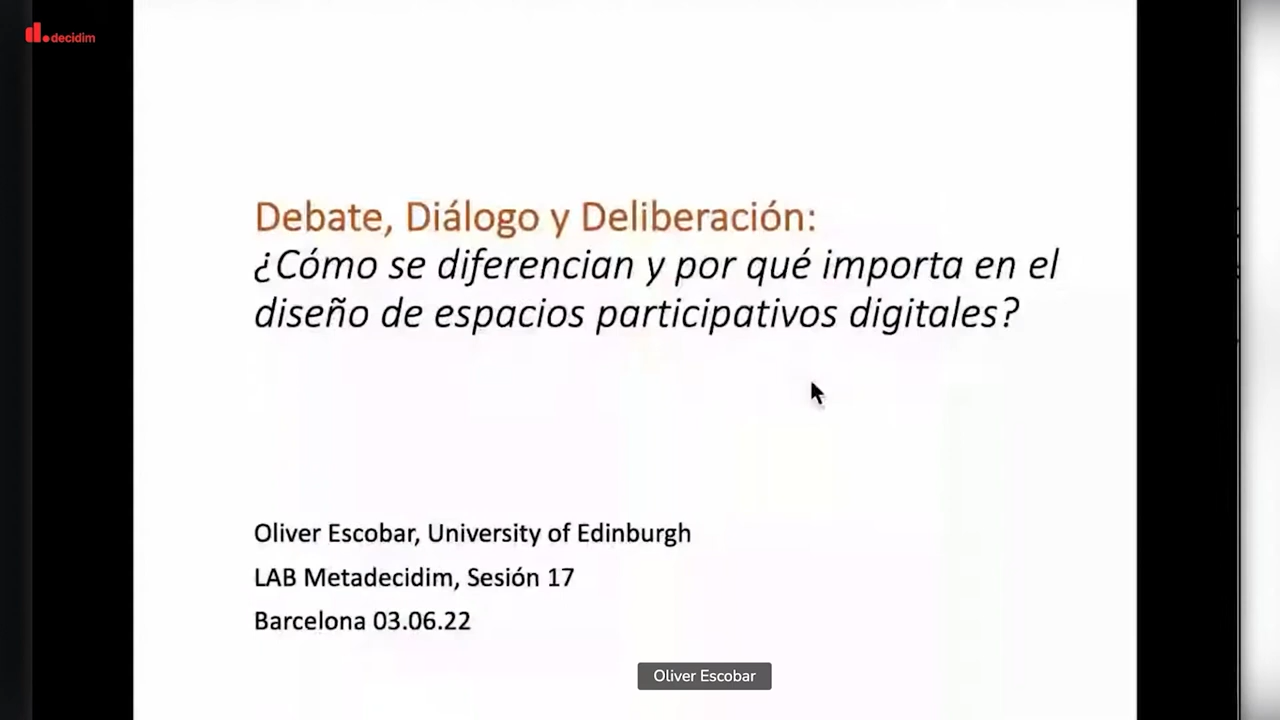 decidim
Debate, Diálogo y Deliberación:
¿Cómo se diferencian y por qué importa en el
diseño de espacios participativos digitales?
Oliver Escobar, University of Edinburgh
LAB Metadecidim, Sesión 17
Barcelona 03.06.22
Oliver Escobar